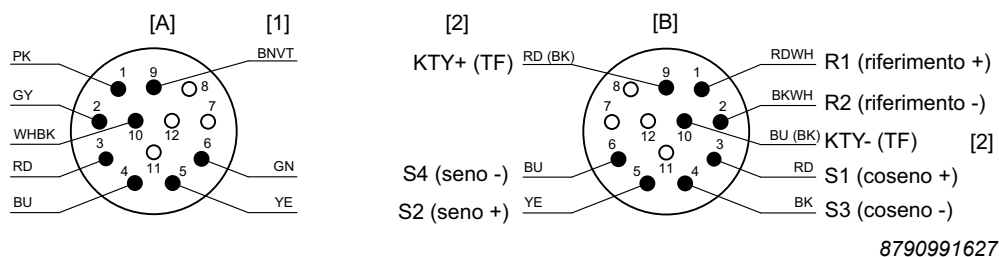 [A] [1] [2] [B]
PK 1 9 BNVT KTY+ (TF) RD (BK) 9 1 RDWH R1 (riferimento +)
8 8
GY 2 7 7 2 BKWH R2 (riferimento -)
WHBK 10 12 12 10 BU (BK) KTY- (TF) [2]
3 11 6 6 11 3
RD GN S4 (seno -) BU RD S1 (coseno +)
4 5 5 4
BU YE S2 (seno +) YE BK S3 (coseno -)
8790991627